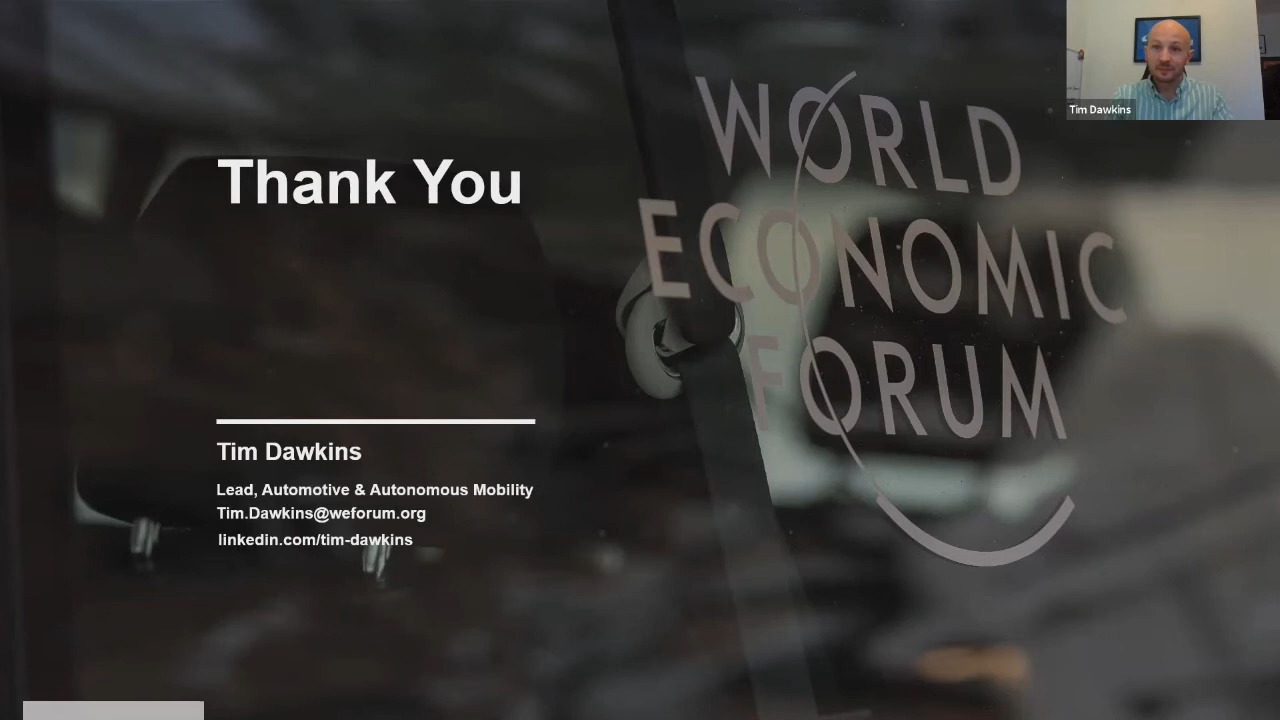 Thank You
Tim Dawkins
Lead, Automotive & Autonomous Mobility
Tim.Dawkins@weforum.org
linkedin.com/tim-dawkins
WORLD
ECONOMIC
FORUM
Tim Dawkins